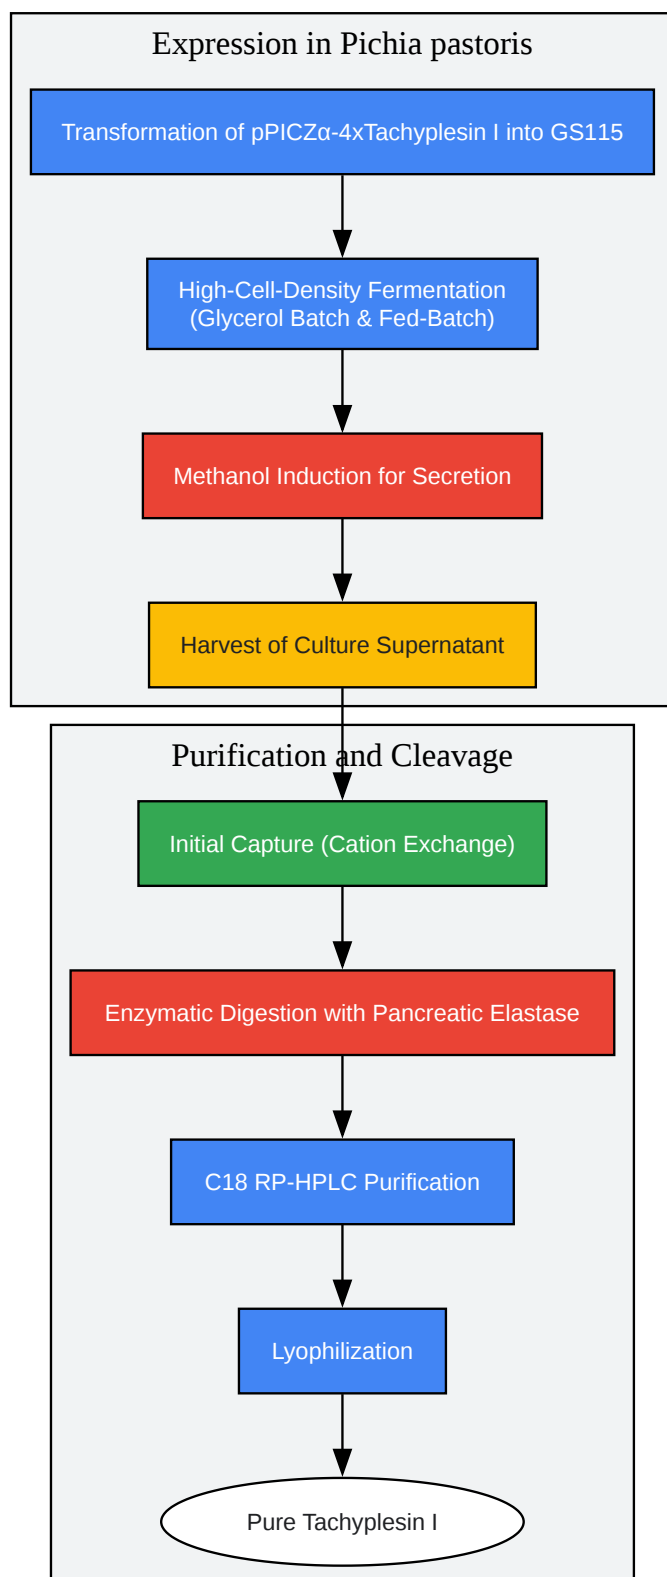 Expression in Pichia pastoris
Transformation of pPICZα-4xTachyplesin I into GS115
High-Cell-Density Fermentation
(Glycerol Batch & Fed-Batch)
Methanol Induction for Secretion
Harvest of Culture Supernatant
Purification and Cleavage
Initial Capture (Cation Exchange)
Enzymatic Digestion with Pancreatic Elastase
C18 RP-HPLC Purification
Lyophilization
Pure Tachyplesin I